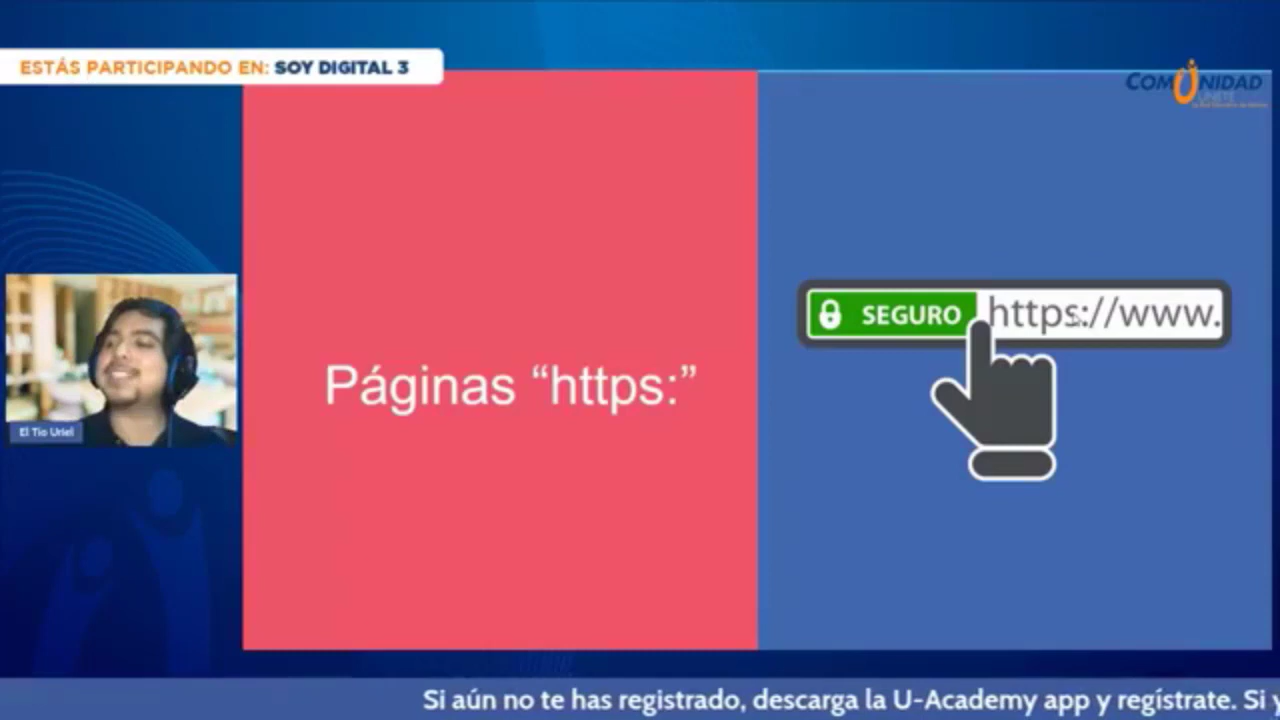 ESTÁS PARTICIPANDO EN: SOY DIGITAL 3
COMUNIDAD
Páginas “https:”
SEGURO https://www.
El Tío Uriel
Si aún no te has registrado, descarga la U-Academy app y regístrate. Si